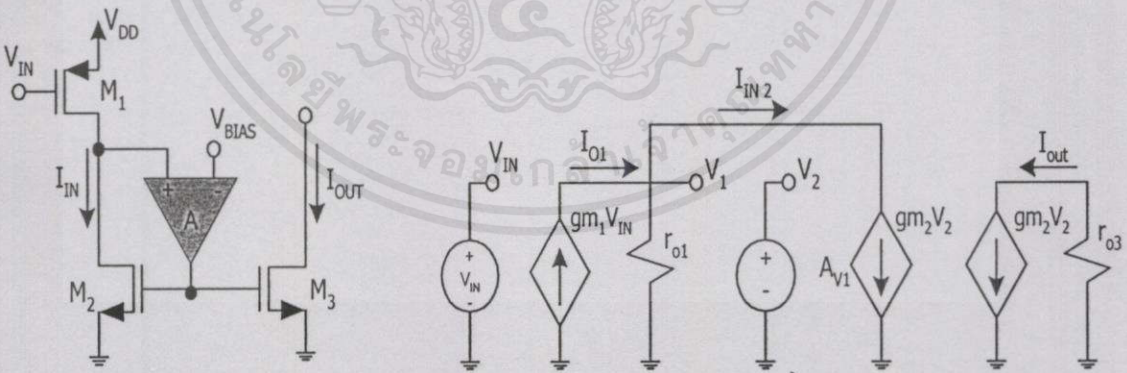 V_DD
V_IN
M_1
V_BIAS
I_IN
+
-
A
I_OUT
M_2
M_3
I_IN 2
V_IN
I_O1
V_1
V_2
I_out
gm_1V_IN
gm_2V_2
gm_2V_2
+
V_IN
-
r_o1
+
-
A_V1
r_o3